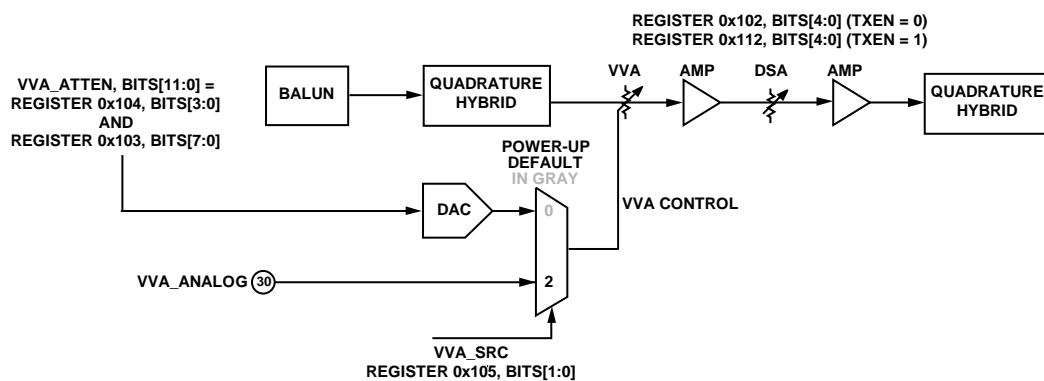 REGISTER 0x102, BITS[4:0] (TXEN = 0)
REGISTER 0x112, BITS[4:0] (TXEN = 1)
VVA_ATTEN, BITS[11:0] =
REGISTER 0x104, BITS[3:0]
AND
REGISTER 0x103, BITS[7:0]
BALUN
QUADRATURE
HYBRID
VVA
AMP
DSA
AMP
QUADRATURE
HYBRID
POWER-UP
DEFAULT
IN GRAY
DAC
0
VVA CONTROL
VVA_ANALOG
30
2
VVA_SRC
REGISTER 0x105, BITS[1:0]